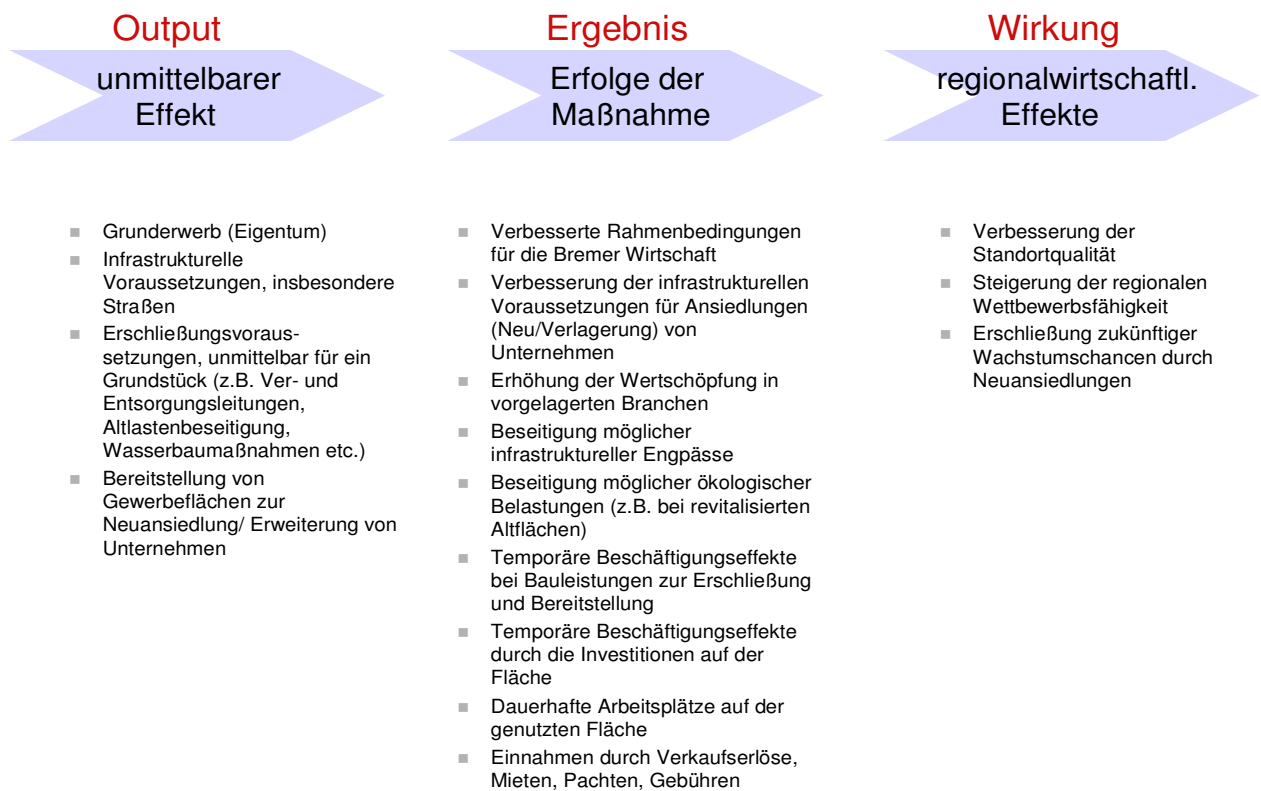 Output
unmittelbarer
Effekt
Grunderwerb (Eigentum)
Infrastrukturelle
Voraussetzungen, insbesondere
Straßen
Erschließungsvoraus-
setzungen, unmittelbar für ein
Grundstück (z.B. Ver- und
Entsorgungsleitungen,
Altlastenbeseitigung,
Wasserbaumaßnahmen etc.)
Bereitstellung von
Gewerbeflächen zur
Neuansiedlung/ Erweiterung von
Unternehmen
Ergebnis
Erfolge der
Maßnahme
Verbesserte Rahmenbedingungen
für die Bremer Wirtschaft
Verbesserung der infrastrukturellen
Voraussetzungen für Ansiedlungen
(Neu/Verlagerung) von
Unternehmen
Erhöhung der Wertschöpfung in
vorgelagerten Branchen
Beseitigung möglicher
infrastruktureller Engpässe
Beseitigung möglicher ökologischer
Belastungen (z.B. bei revitalisierten
Altflächen)
Temporäre Beschäftigungseffekte
bei Bauleistungen zur Erschließung
und Bereitstellung
Temporäre Beschäftigungseffekte
durch die Investitionen auf der
Fläche
Dauerhafte Arbeitsplätze auf der
genutzten Fläche
Einnahmen durch Verkaufserlöse,
Mieten, Pachten, Gebühren
Wirkung
regionalwirtschaftl.
Effekte
Verbesserung der
Standortqualität
Steigerung der regionalen
Wettbewerbsfähigkeit
Erschließung zukünftiger
Wachstumschancen durch
Neuansiedlungen